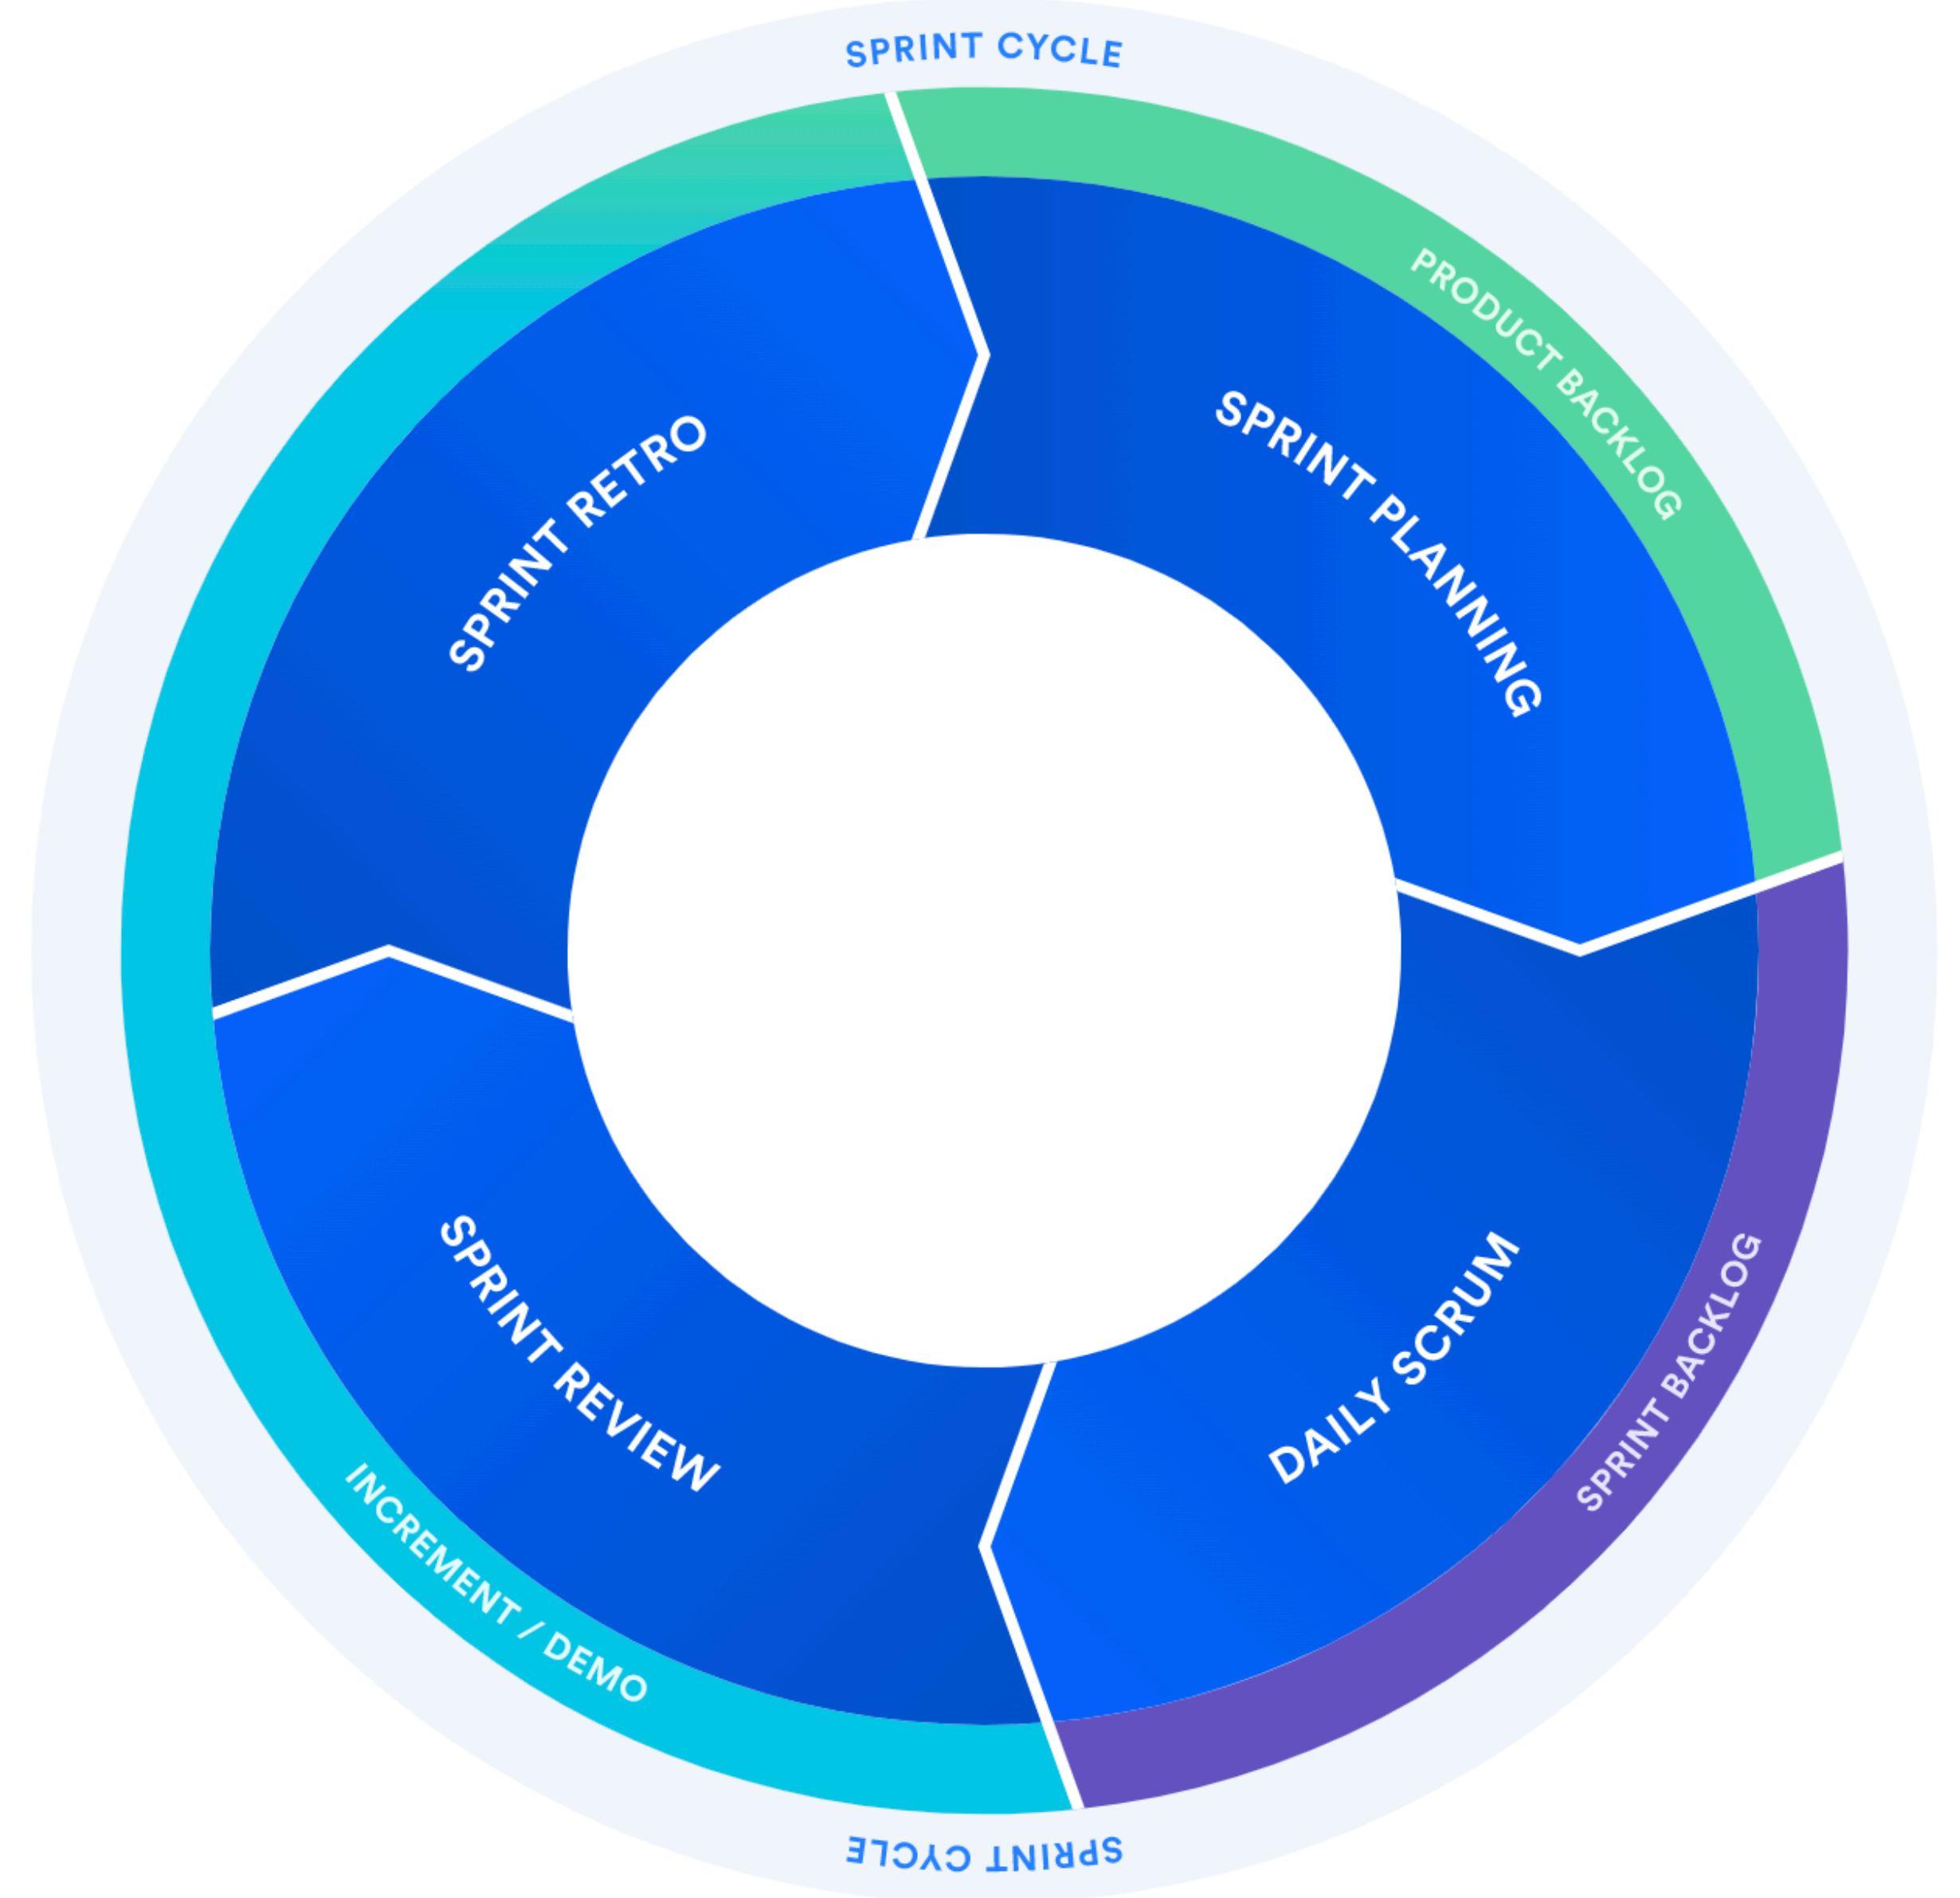 SPRINT CYCLE
PRODUCT BACKLOG
SPRINT PLANNING
SPRINT RETRO
DAILY SCRUM
SPRINT BACKLOG
SPRINT REVIEW
INCREMENT / DEMO
SPRINT CYCLE